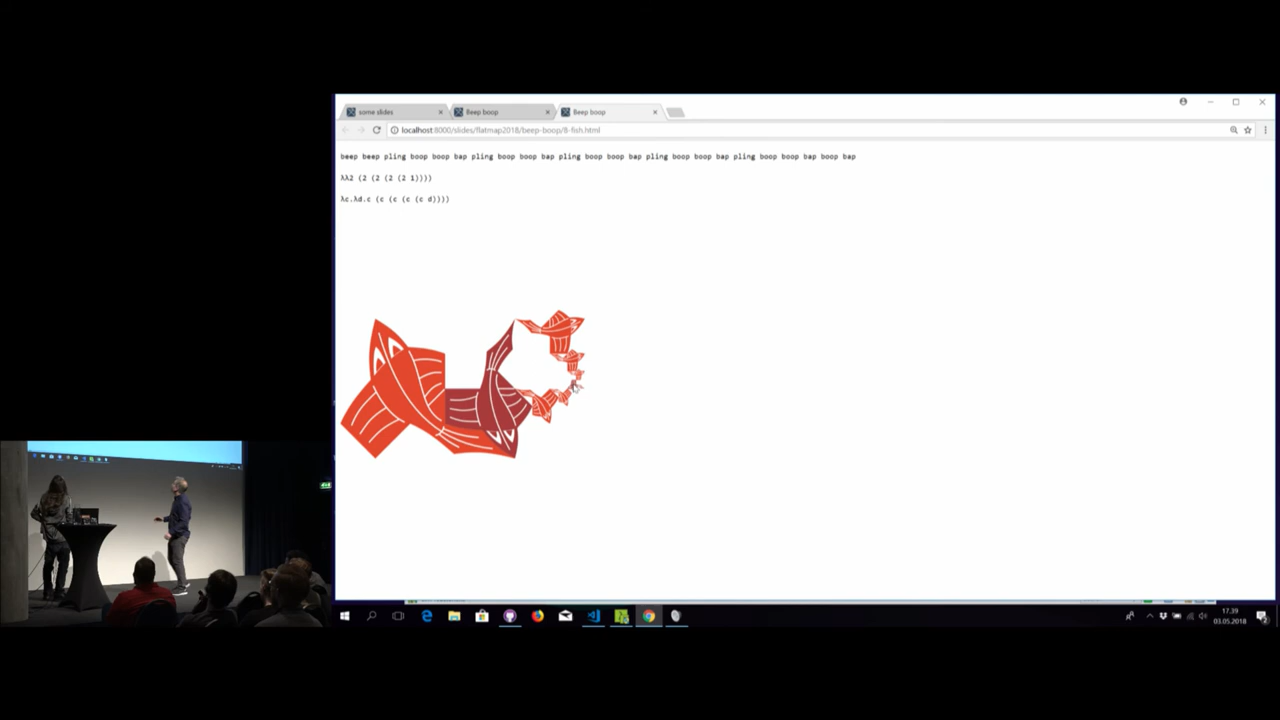 some slides
Beep boop
Beep boop
localhost:8000/slides/flatmap2018/beep-boop/8-fish.html
beep beep pling boop boop bap pling boop boop bap pling boop boop bap pling boop boop bap pling boop boop bap boop bap
λλ2 (2 (2 (2 (2 1))))
λc.λd.c (c (c (c (c d))))
17.39
03.05.2018